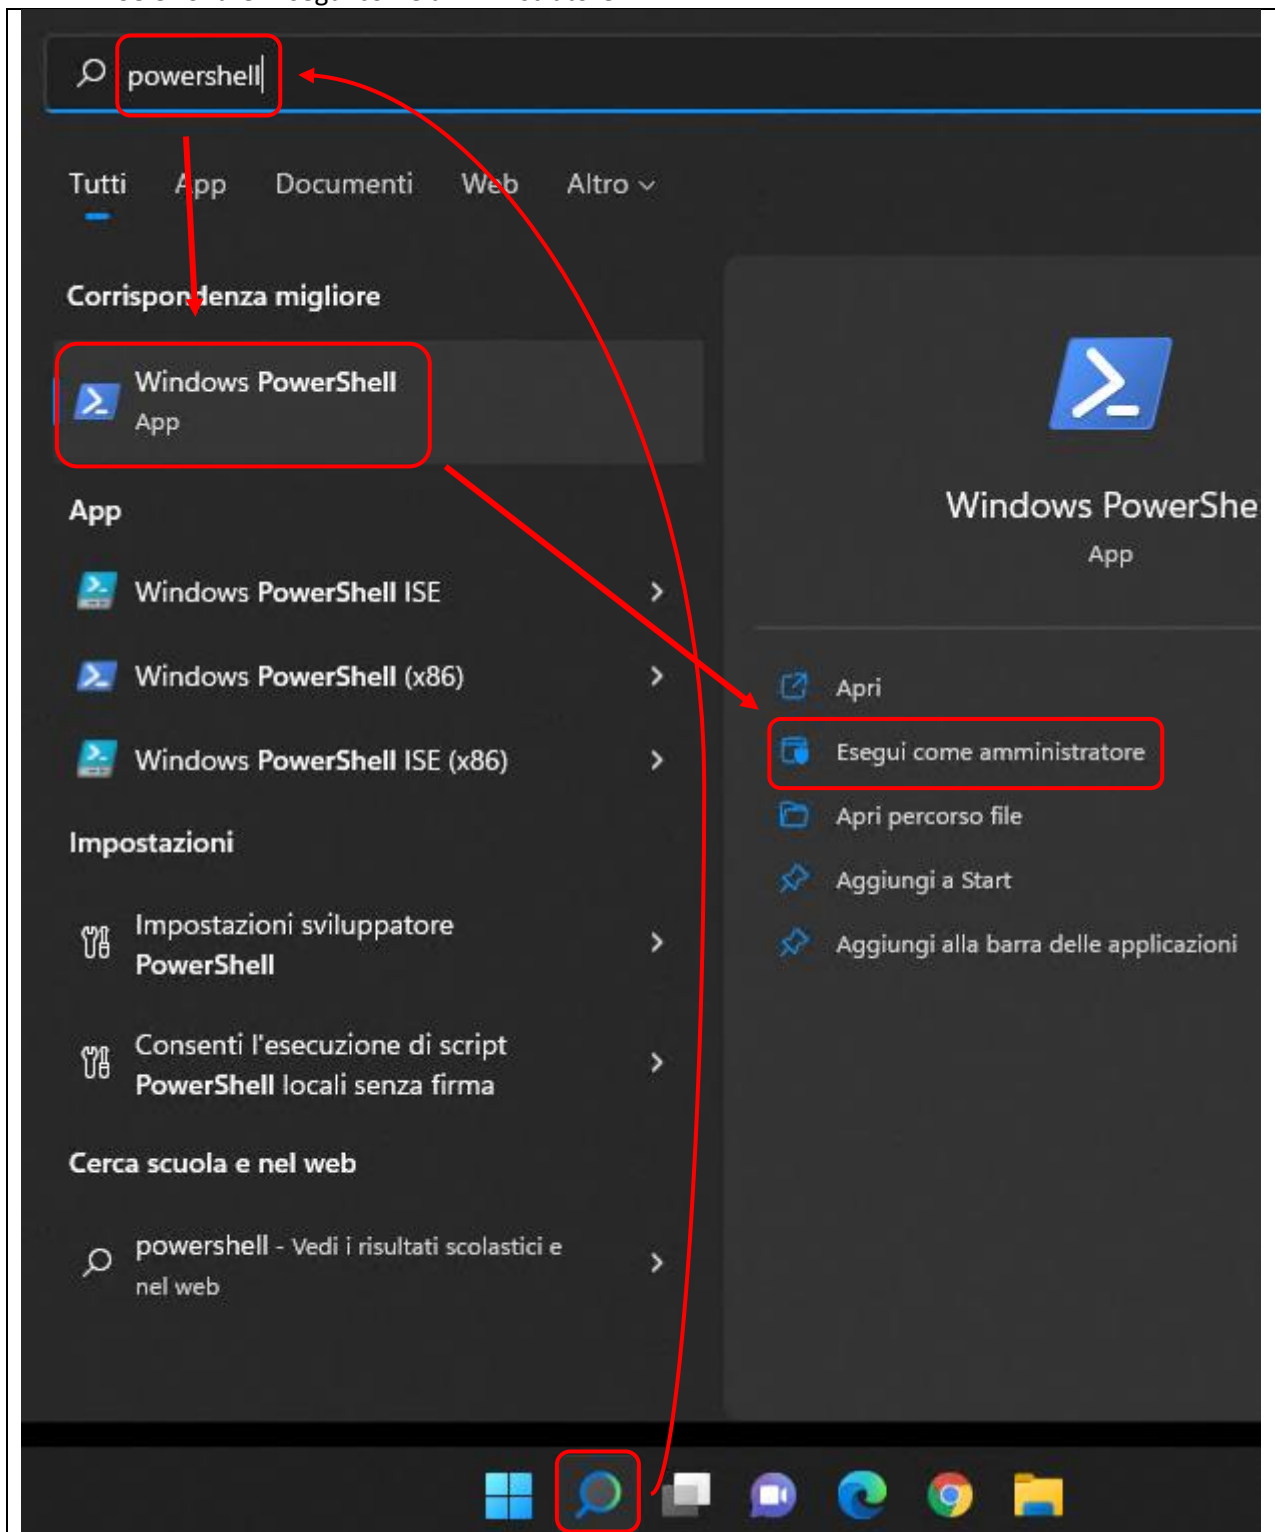 powershell
Tutti App Documenti Web Altro
Corrispondenza migliore
Windows PowerShell
App
App
Windows PowerShell ISE
Windows PowerShell (x86)
Windows PowerShell ISE (x86)
Impostazioni
Impostazioni sviluppatore
PowerShell
Consenti l'esecuzione di script
PowerShell locali senza firma
Cerca scuola e nel web
powershell - Vedi i risultati scolastici e
nel web
Windows PowerShe
App
Apri
Esegui come amministratore
Apri percorso file
Aggiungi a Start
Aggiungi alla barra delle applicazioni